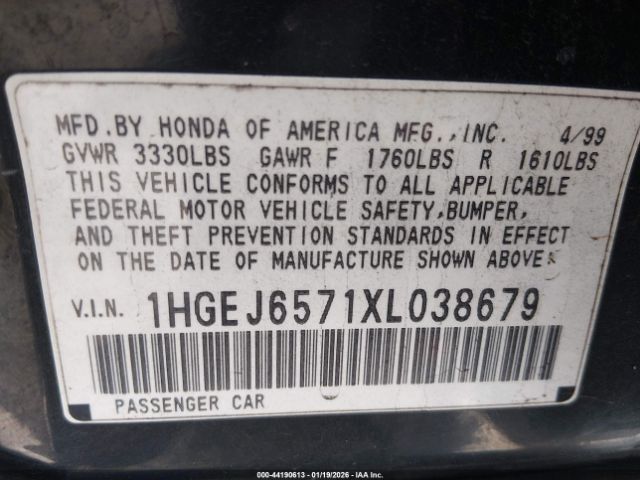 MFD.BY HONDA OF AMERICA MFG.,INC. 4/99
GVWR 3330LBS GAWR F 1760LBS R 1610LBS
THIS VEHICLE CONFORMS TO ALL APPLICABLE
FEDERAL MOTOR VEHICLE SAFETY,BUMPER,
AND THEFT PREVENTION STANDARDS IN EFFECT
ON THE DATE OF MANUFACTURE SHOWN ABOVE.
V.I.N. 1HGEJ6571XL038679
PASSENGER CAR
000-44190613 - 01/19/2026 - IAA Inc.